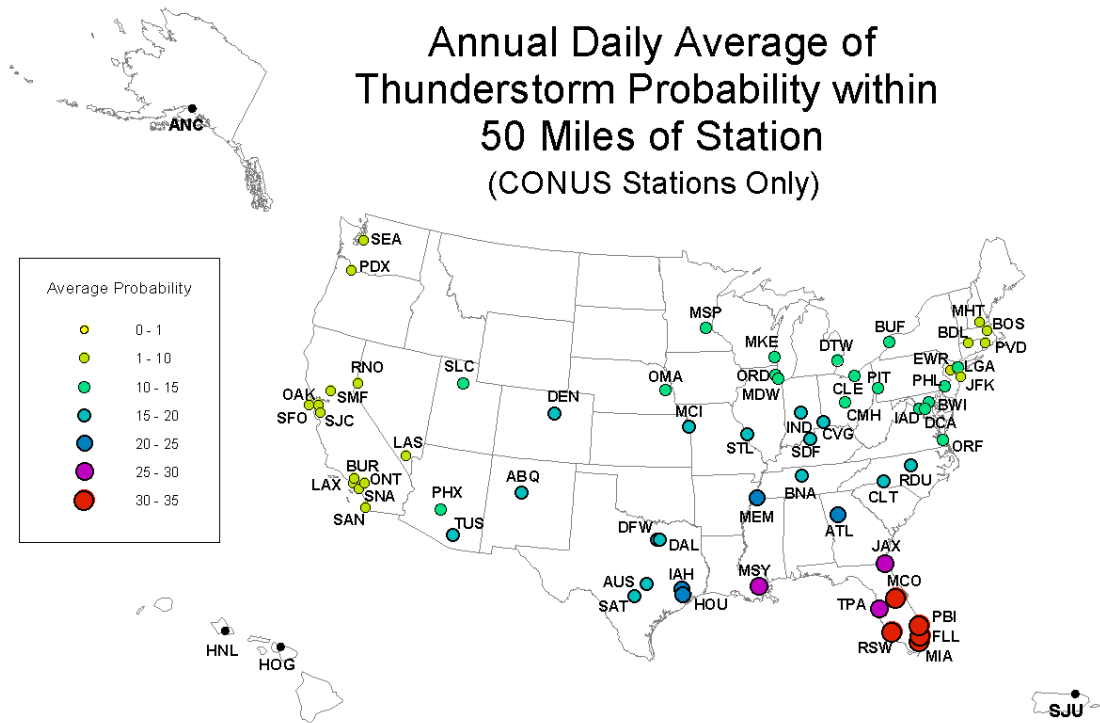 Annual Daily Average of
Thunderstorm Probability within
50 Miles of Station
(CONUS Stations Only)
ANC
Average Probability
0 - 1
1 - 10
10 - 15
15 - 20
20 - 25
25 - 30
30 - 35
SEA
PDX
MSP
MHT
BOS
BUF
BDL
PVD
MKE
DTW
EWR
LGA
RNO
SLC
ORD
PIT
PHL
JFK
OMA
MDW
CLE
OAK
SMF
DEN
CMH
IAD
BWI
SFO
SJC
MCI
IND
CVG
DCA
LAS
STL
SDF
ORF
BUR
ONT
ABQ
RDU
LAX
SNA
PHX
BNA
CLT
SAN
TUS
MEM
DFW
DAL
ATL
JAX
AUS
IAH
MSY
MCO
SAT
HOU
TPA
PBI
FLL
RSW
MIA
HNL
HOG
SJU